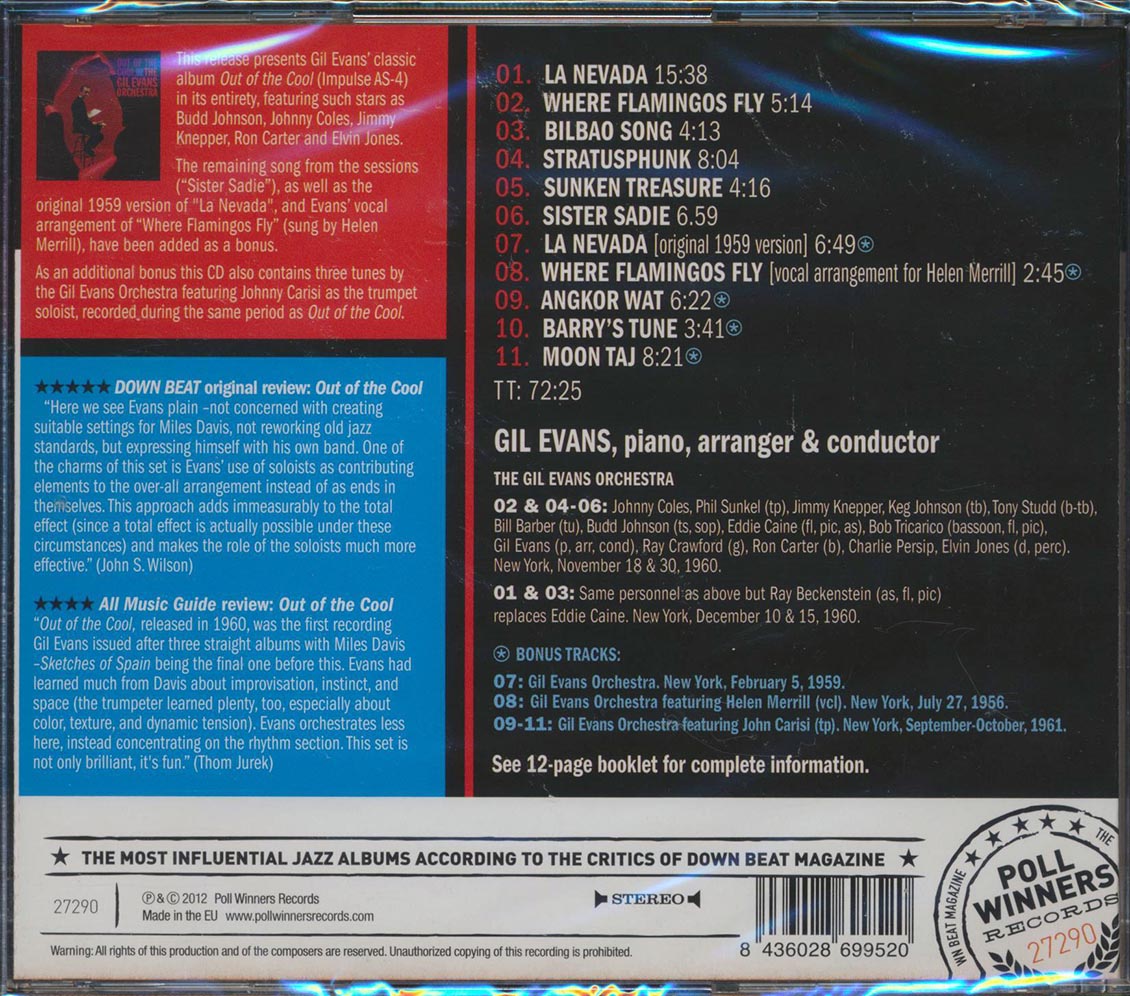 OUT OF THE
COOL
GIL EVANS
ORCHESTRA
This release presents Gil Evans' classic
album Out of the Cool (Impulse AS-4)
in its entirety, featuring such stars as
Budd Johnson, Johnny Coles, Jimmy
Knepper, Ron Carter and Elvin Jones.
The remaining song from the sessions
("Sister Sadie"), as well as the
original 1959 version of "La Nevada", and Evans' vocal
arrangement of "Where Flamingos Fly" (sung by Helen
Merrill), have been added as a bonus.
As an additional bonus this CD also contains three tunes by
the Gil Evans Orchestra featuring Johnny Carisi as the trumpet
soloist, recorded during the same period as Out of the Cool.
★★★★★ DOWN BEAT original review: Out of the Cool
"Here we see Evans plain –not concerned with creating
suitable settings for Miles Davis, not reworking old jazz
standards, but expressing himself with his own band. One of
the charms of this set is Evans' use of soloists as contributing
elements to the over-all arrangement instead of as ends in
themselves. This approach adds immeasurably to the total
effect (since a total effect is actually possible under these
circumstances) and makes the role of the soloists much more
effective." (John S. Wilson)
★★★★ All Music Guide review: Out of the Cool
"Out of the Cool, released in 1960, was the first recording
Gil Evans issued after three straight albums with Miles Davis
–Sketches of Spain being the final one before this. Evans had
learned much from Davis about improvisation, instinct, and
space (the trumpeter learned plenty, too, especially about
color, texture, and dynamic tension). Evans orchestrates less
here, instead concentrating on the rhythm section. This set is
not only brilliant, it's fun." (Thom Jurek)
01. LA NEVADA 15:38
02. WHERE FLAMINGOS FLY 5:14
03. BILBAO SONG 4:13
04. STRATUSPHUNK 8:04
05. SUNKEN TREASURE 4:16
06. SISTER SADIE 6.59
07. LA NEVADA [original 1959 version] 6:49⊛
08. WHERE FLAMINGOS FLY [vocal arrangement for Helen Merrill] 2:45⊛
09. ANGKOR WAT 6:22⊛
10. BARRY'S TUNE 3:41⊛
11. MOON TAJ 8:21⊛
TT: 72:25
GIL EVANS, piano, arranger & conductor
THE GIL EVANS ORCHESTRA
02 & 04-06: Johnny Coles, Phil Sunkel (tp), Jimmy Knepper, Keg Johnson (tb), Tony Studd (b-tb),
Bill Barber (tu), Budd Johnson (ts, sop), Eddie Caine (fl, pic, as), Bob Tricarico (bassoon, fl, pic),
Gil Evans (p, arr, cond), Ray Crawford (g), Ron Carter (b), Charlie Persip, Elvin Jones (d, perc).
New York, November 18 & 30, 1960.
01 & 03: Same personnel as above but Ray Beckenstein (as, fl, pic)
replaces Eddie Caine. New York, December 10 & 15, 1960.
⊛ BONUS TRACKS:
07: Gil Evans Orchestra. New York, February 5, 1959.
08: Gil Evans Orchestra featuring Helen Merrill (vcl). New York, July 27, 1956.
09-11: Gil Evans Orchestra featuring John Carisi (tp). New York, September-October, 1961.
See 12-page booklet for complete information.
★ THE MOST INFLUENTIAL JAZZ ALBUMS ACCORDING TO THE CRITICS OF DOWN BEAT MAGAZINE ★
27290
℗ & © 2012 Poll Winners Records
Made in the EU www.pollwinnersrecords.com
STEREO
8 436028 699520
Warning: All rights of this production and of the composers are reserved. Unauthorized copying of this recording is prohibited.
WN BEAT MAGAZINE ★ ★ ★ ★ ★ THE
POLL
WINNERS
RECORDS
27290